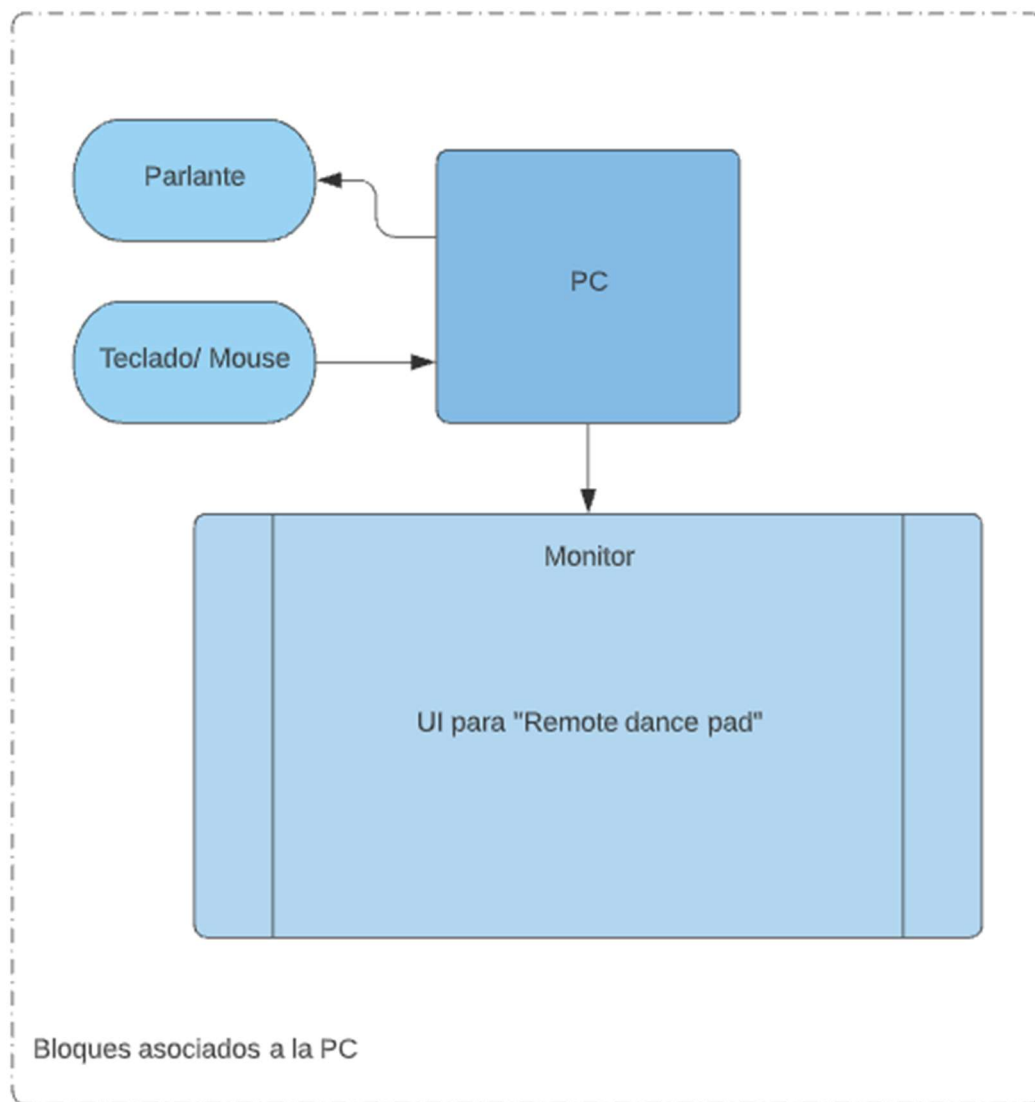 Parlante
PC
Teclado/ Mouse
Monitor
UI para "Remote dance pad"
Bloques asociados a la PC